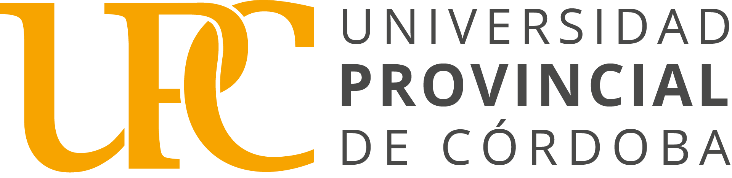 UPC
UNIVERSIDAD
PROVINCIAL
DE CÓRDOBA